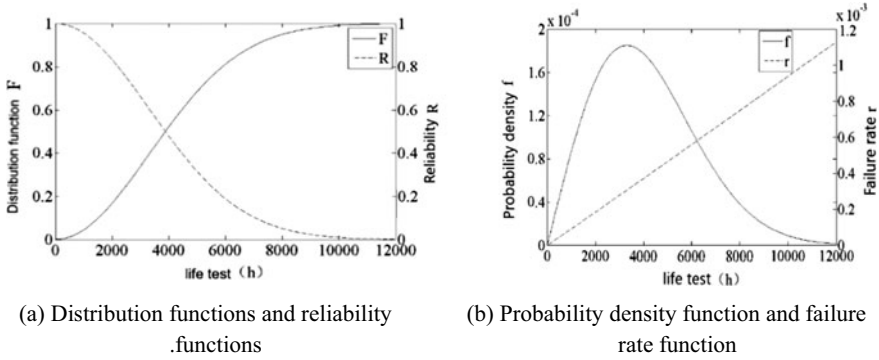 1
0.8
0.6
0.4
0.2
0
Distribution function F
1
0.8
0.6
0.4
0.2
0
Reliability R
F
R
0 2000 4000 6000 8000 10000 12000
life test (h)
(a) Distribution functions and reliability
.functions
2 x 10⁻⁴
1.6
1.2
0.8
0.4
0
Probability density f
x 10⁻³
1.2
1
0.8
0.6
0.4
0.2
0
Failure rate r
f
r
0 2000 4000 6000 8000 10000 12000
life test (h)
(b) Probability density function and failure
rate function